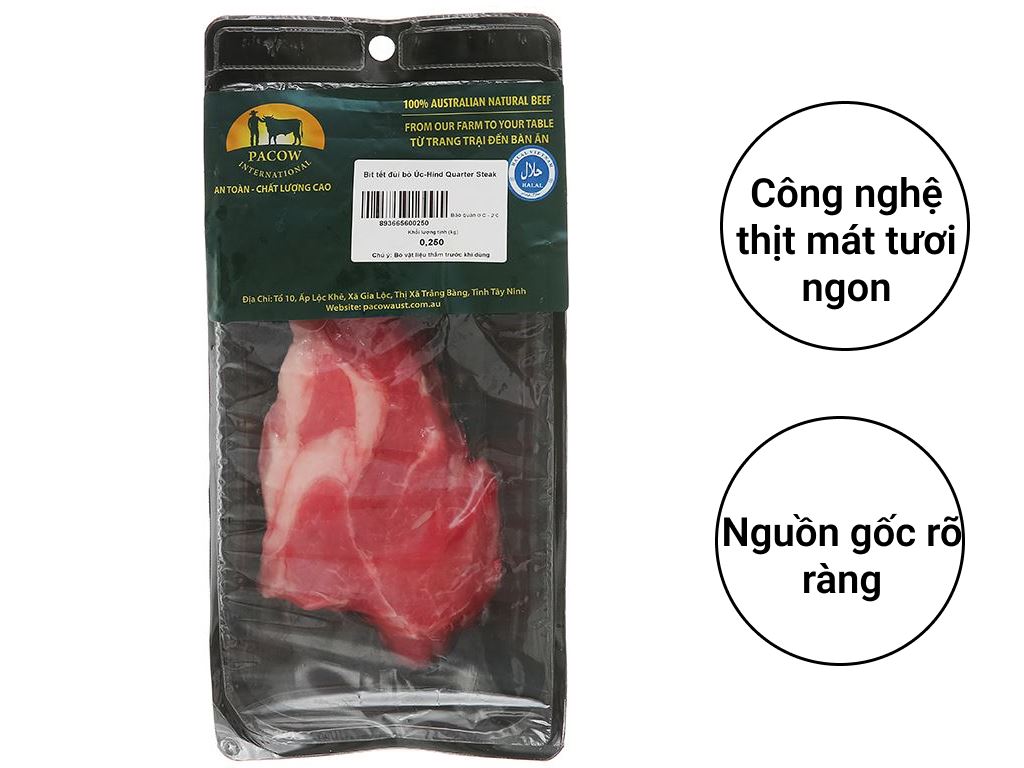 100% AUSTRALIAN NATURAL BEEF
FROM OUR FARM TO YOUR TABLE
TỪ TRANG TRẠI ĐẾN BÀN ĂN
PACOW
INTERNATIONAL
AN TOÀN - CHẤT LƯỢNG CAO
HALAL VIETNAM
حلال
HALAL
Bít tết đùi bò Úc-Hind Quarter Steak
Bảo quản 0 C - 2 C
893665600250
Khối lượng tịnh (kg)
0,250
Chú ý: Bỏ vật liệu thấm trước khi dùng
Địa Chỉ: Tổ 10, Ấp Lộc Khê, Xã Gia Lộc, Thị Xã Trảng Bàng, Tỉnh Tây Ninh
Website: pacowaust.com.au
Công nghệ
thịt mát tươi
ngon
Nguồn gốc rõ
ràng